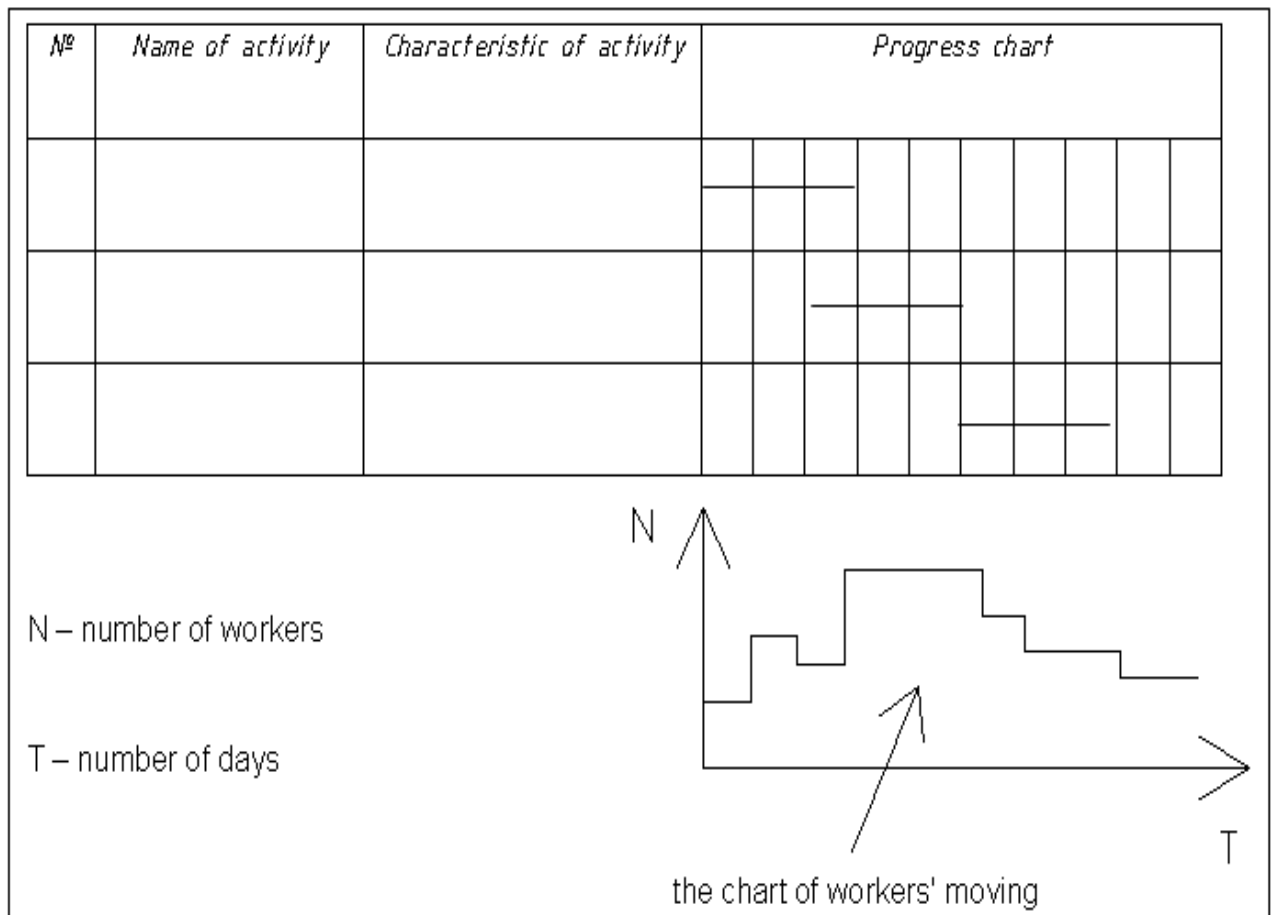 Nº Name of activity Characteristic of activity Progress chart
N
N – number of workers
T – number of days
T
the chart of workers' moving